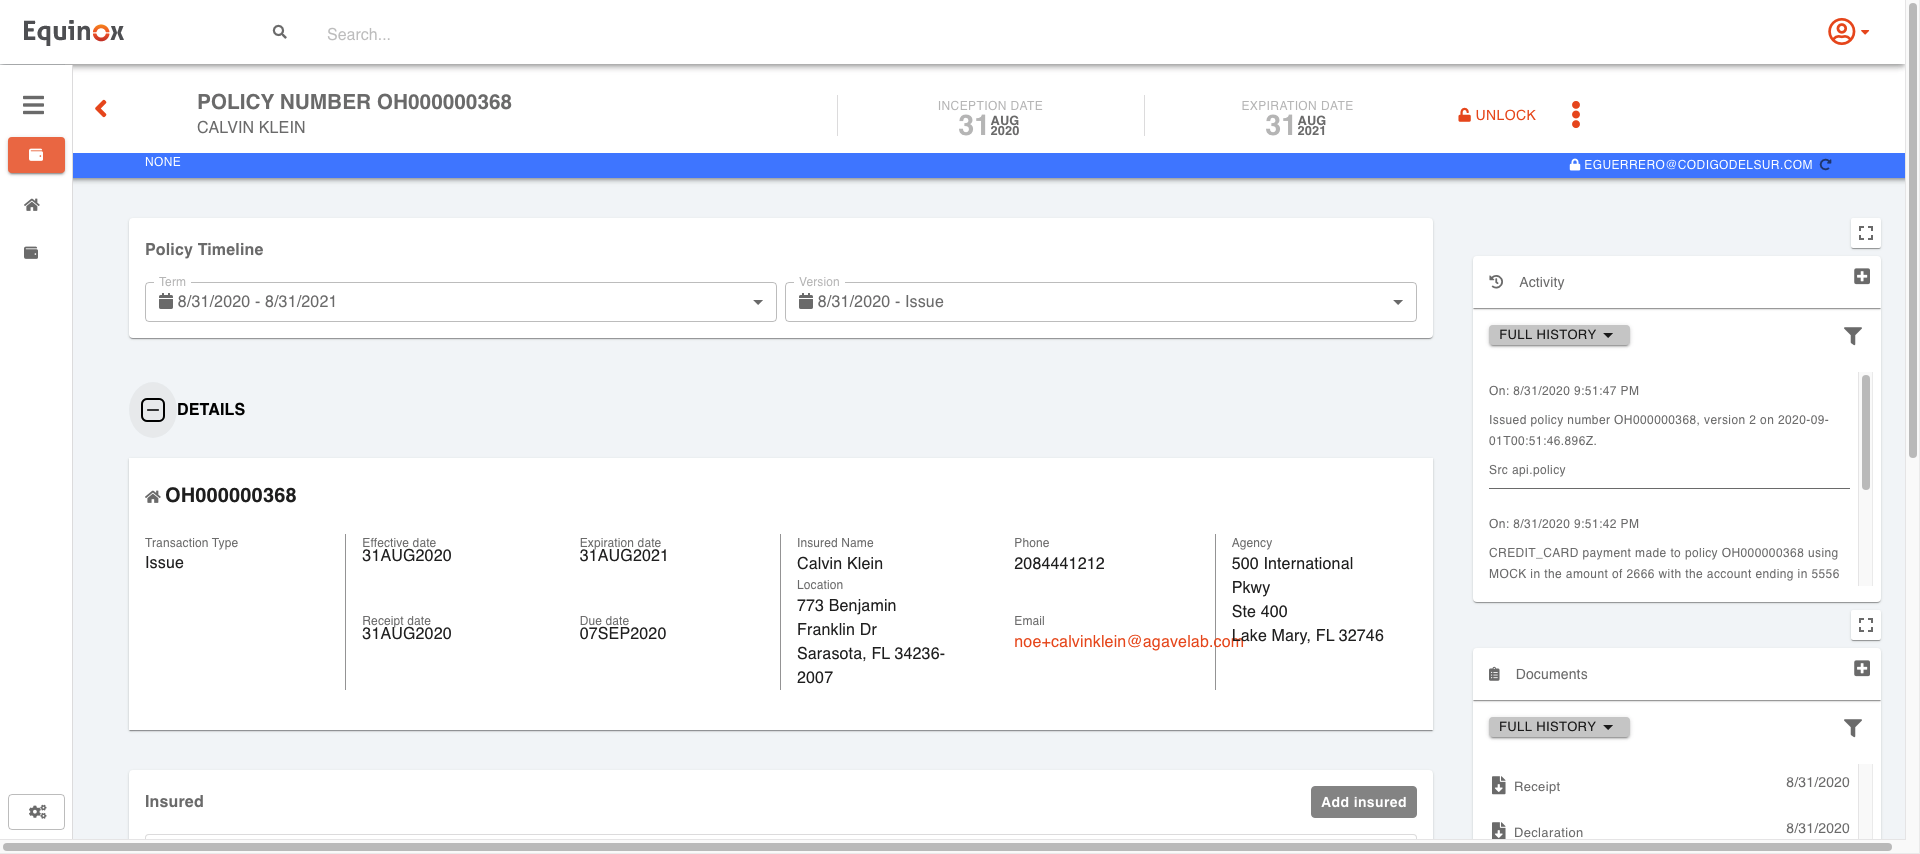 Equinox
Search...
POLICY NUMBER OH000000368
CALVIN KLEIN
INCEPTION DATE
31 AUG 2020
EXPIRATION DATE
31 AUG 2021
UNLOCK
NONE
EGUERRERO@CODIGODELSUR.COM
Policy Timeline
Term
8/31/2020 - 8/31/2021
Version
8/31/2020 - Issue
DETAILS
OH000000368
Transaction Type
Issue
Effective date
31AUG2020
Expiration date
31AUG2021
Receipt date
31AUG2020
Due date
07SEP2020
Insured Name
Calvin Klein
Location
773 Benjamin
Franklin Dr
Sarasota, FL 34236-
2007
Phone
2084441212
Email
noe+calvinklein@agavelab.com
Agency
500 International
Pkwy
Ste 400
Lake Mary, FL 32746
Insured
Add insured
Activity
FULL HISTORY
On: 8/31/2020 9:51:47 PM
Issued policy number OH000000368, version 2 on 2020-09-
01T00:51:46.896Z.
Src api.policy
On: 8/31/2020 9:51:42 PM
CREDIT_CARD payment made to policy OH000000368 using
MOCK in the amount of 2666 with the account ending in 5556
Documents
FULL HISTORY
Receipt 8/31/2020
Declaration 8/31/2020